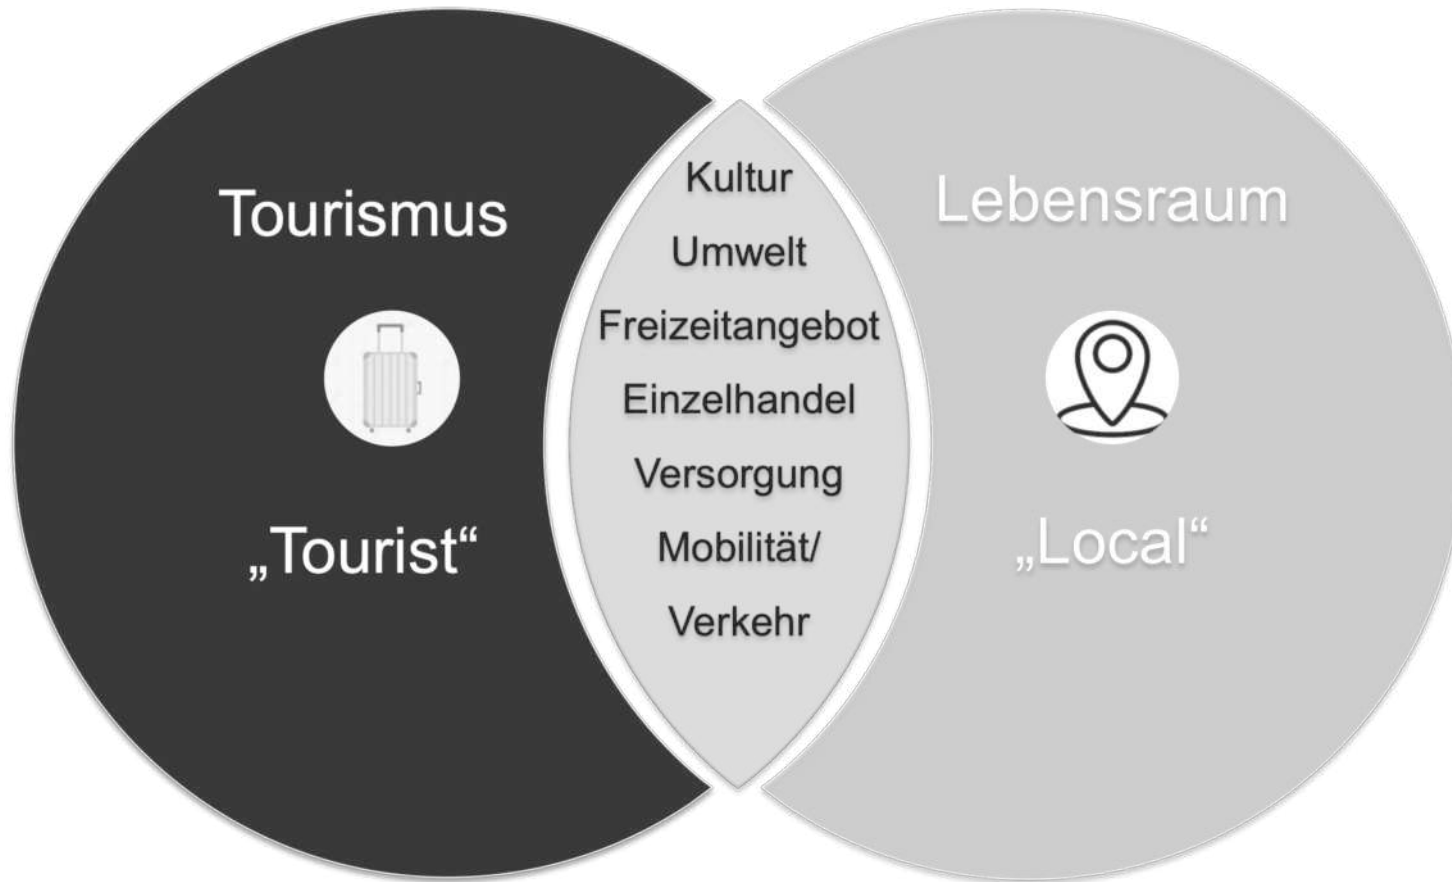 Tourismus
„Tourist“
Kultur
Umwelt
Freizeitangebot
Einzelhandel
Versorgung
Mobilität/
Verkehr
Lebensraum
„Local“